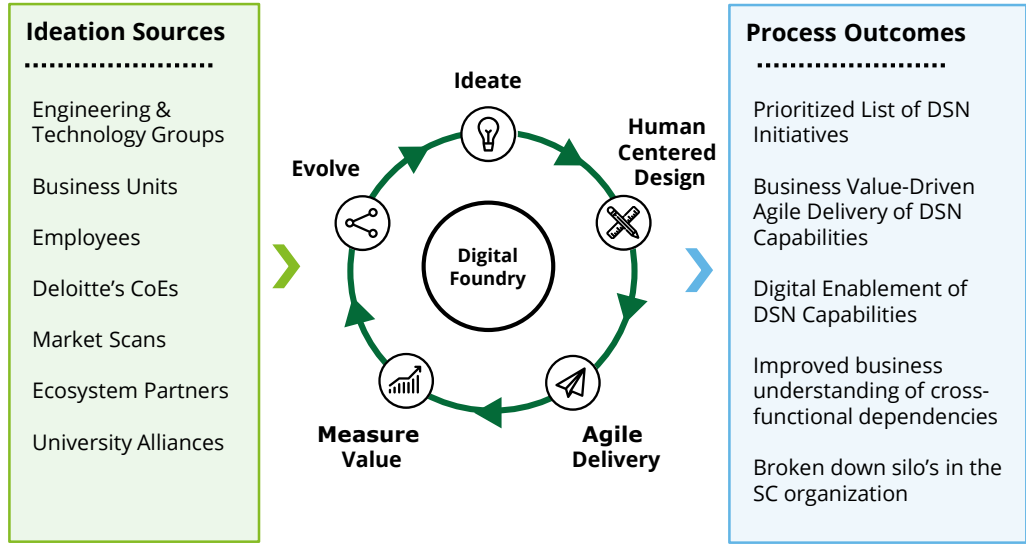 Ideation Sources
Engineering &
Technology Groups
Business Units
Employees
Deloitte's CoEs
Market Scans
Ecosystem Partners
University Alliances
Ideate
Human
Centered
Design
Evolve
Digital
Foundry
Measure
Value
Agile
Delivery
Process Outcomes
Prioritized List of DSN
Initiatives
Business Value-Driven
Agile Delivery of DSN
Capabilities
Digital Enablement of
DSN Capabilities
Improved business
understanding of cross-
functional dependencies
Broken down silo's in the
SC organization